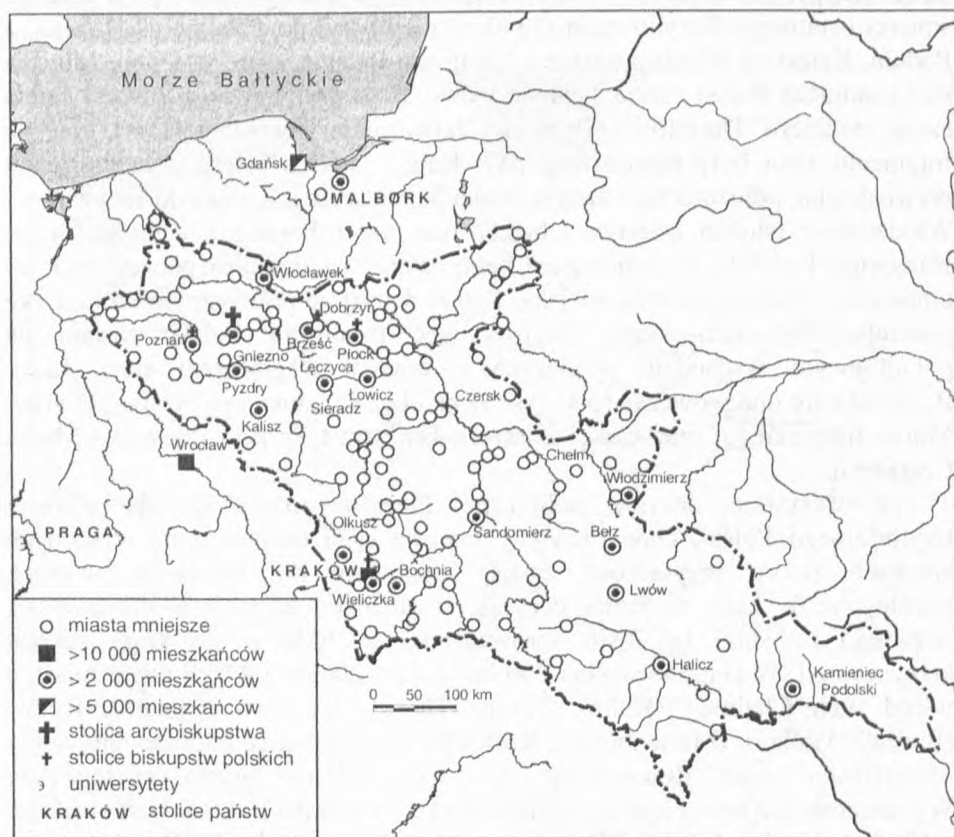 Morze Bałtyckie
Gdańsk
MALBORK
Włocławek
Dobrzyń
Poznań
Gniezno
Brześć
Płock
Pyzdry
Łęczyca
Łowicz
Sieradz
Czersk
Kalisz
Wrocław
Chełm
Włodzimierz
PRAGA
Olkusz
Sandomierz
Bełz
KRAKÓW
Bochnia
Lwów
Wieliczka
Halicz
Kamieniec
Podolski
0 50 100 km
miasta mniejsze
>10 000 mieszkańców
~2 000 mieszkańców
~5 000 mieszkańców
stolica arcybiskupstwa
stolice biskupstw polskich
uniwersytety
KRAKÓW stolice państw